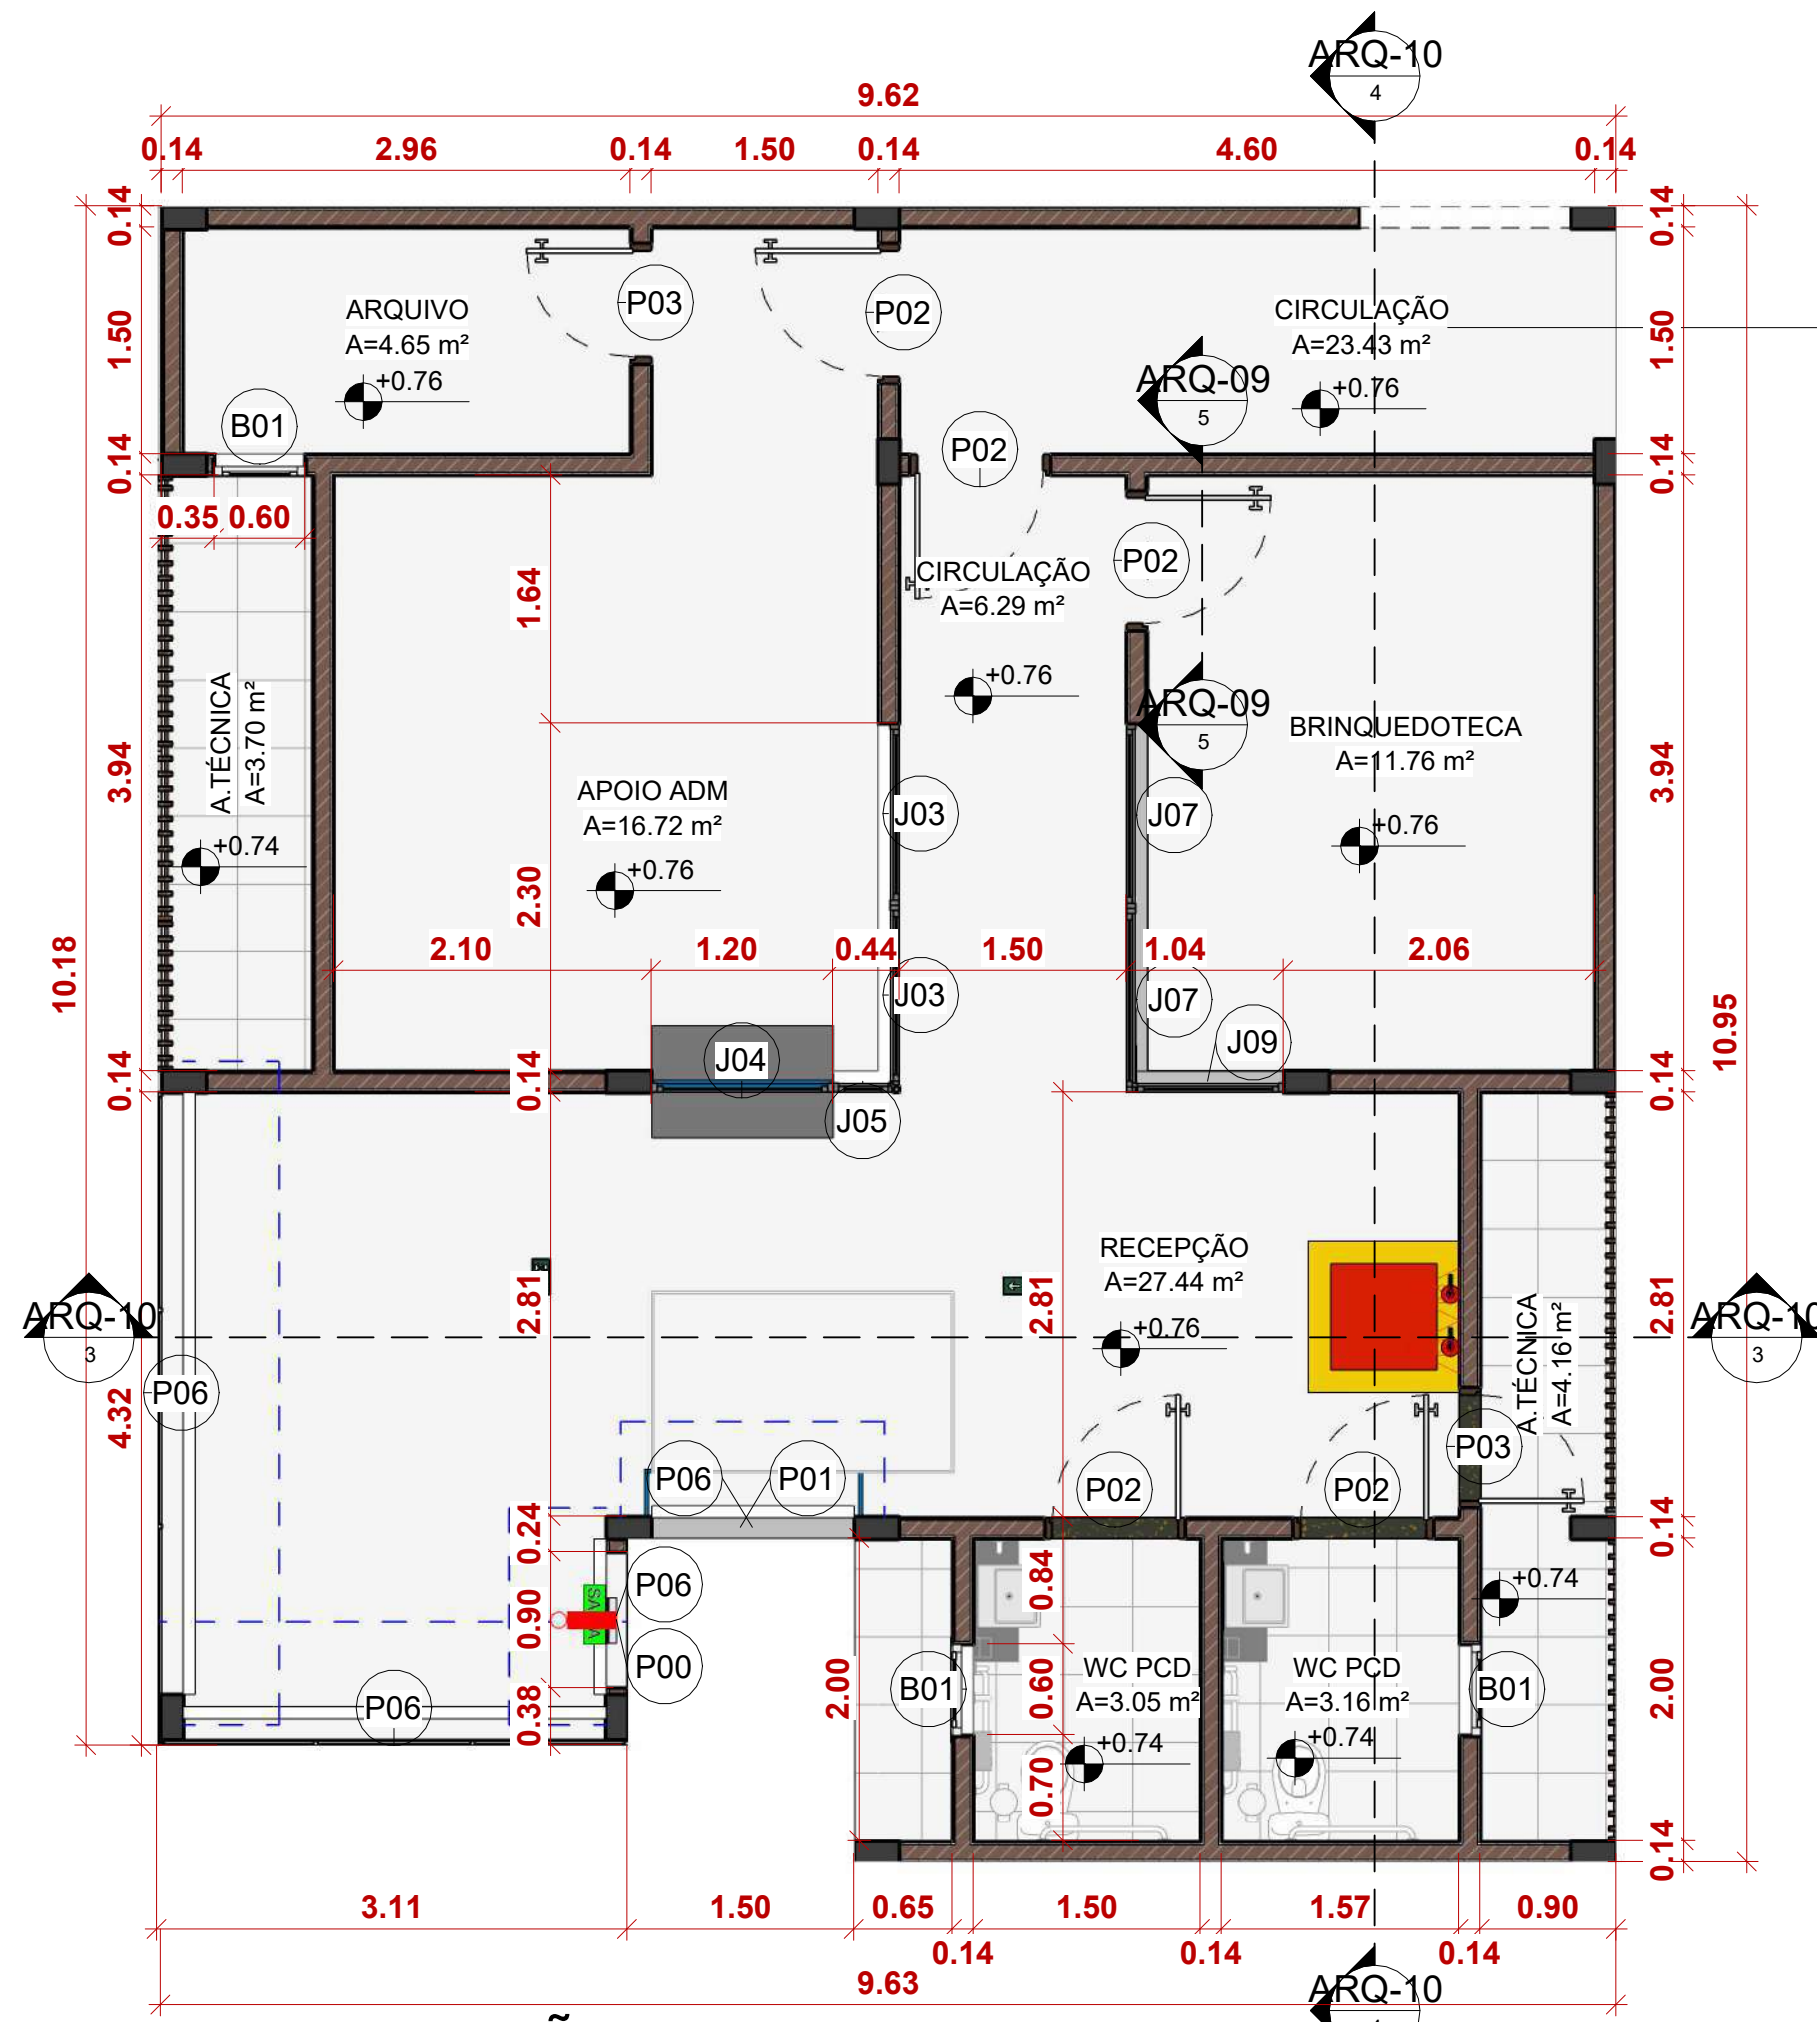 ARQ-10
4
9.62
0.14 2.96 0.14 1.50 0.14 4.60 0.14
0.14
0.14
P03
P02
ARQUIVO
A=4.65 m²
+0.76
CIRCULAÇÃO
A=23.43 m²
+0.76
1.50
1.50
ARQ-09
5
B01
P02
0.14
0.14
0.35 0.60
P02
CIRCULAÇÃO
A=6.29 m²
+0.76
1.64
A.TÉCNICA
A=3.70 m²
+0.74
ARQ-09
5
BRINQUEDOTECA
A=11.76 m²
+0.76
3.94
3.94
APOIO ADM
A=16.72 m²
+0.76
J03
J07
2.30
2.10 1.20 0.44 1.50 1.04 2.06
10.18
J03
J07
10.95
J04
J09
0.14
0.14
0.14
J05
RECEPÇÃO
A=27.44 m²
+0.76
2.81
2.81
2.81
ARQ-10
3
ARQ-10
3
A.TÉCNICA
A=4.16 m²
P06
4.32
P03
P06
P01
P02
P02
0.24
0.14
SA
A
P06
0.90
0.84
+0.74
P00
0.38
P06
2.00
B01
0.60
WC PCD
A=3.05 m²
+0.74
WC PCD
A=3.16 m²
+0.74
B01
2.00
0.70
0.14
3.11 1.50 0.65 1.50 1.57 0.90
0.14 0.14 0.14
9.63
ARQ-10